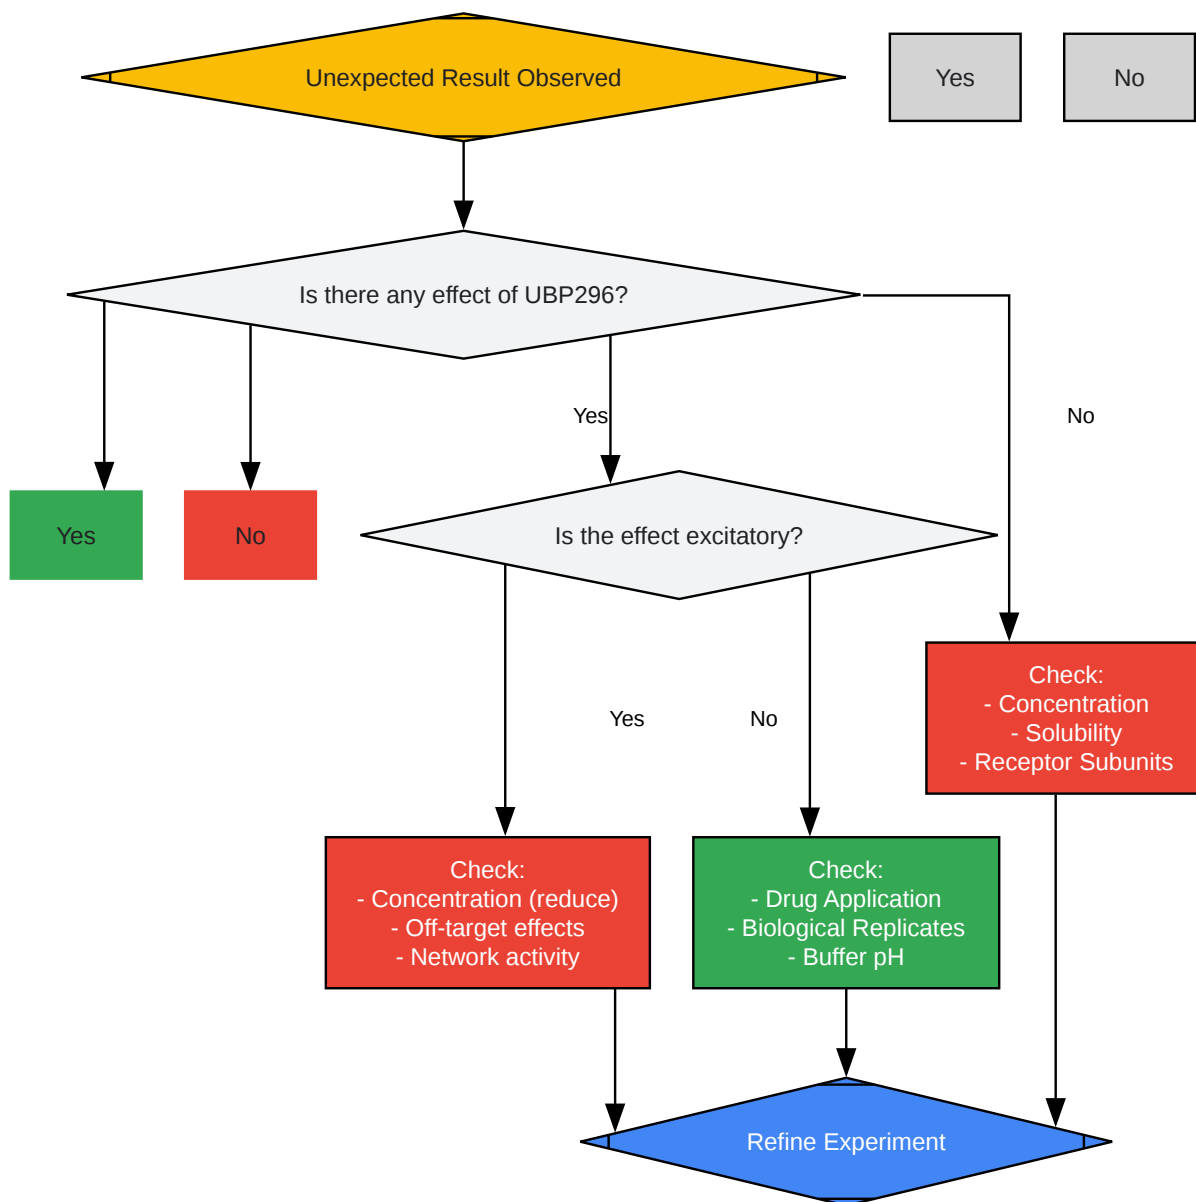 Unexpected Result Observed
Yes
No
Is there any effect of UBP296?
Yes
No
Yes
No
Is the effect excitatory?
Yes
No
Check:
- Concentration
- Solubility
- Receptor Subunits
Check:
- Concentration (reduce)
- Off-target effects
- Network activity
Check:
- Drug Application
- Biological Replicates
- Buffer pH
Refine Experiment